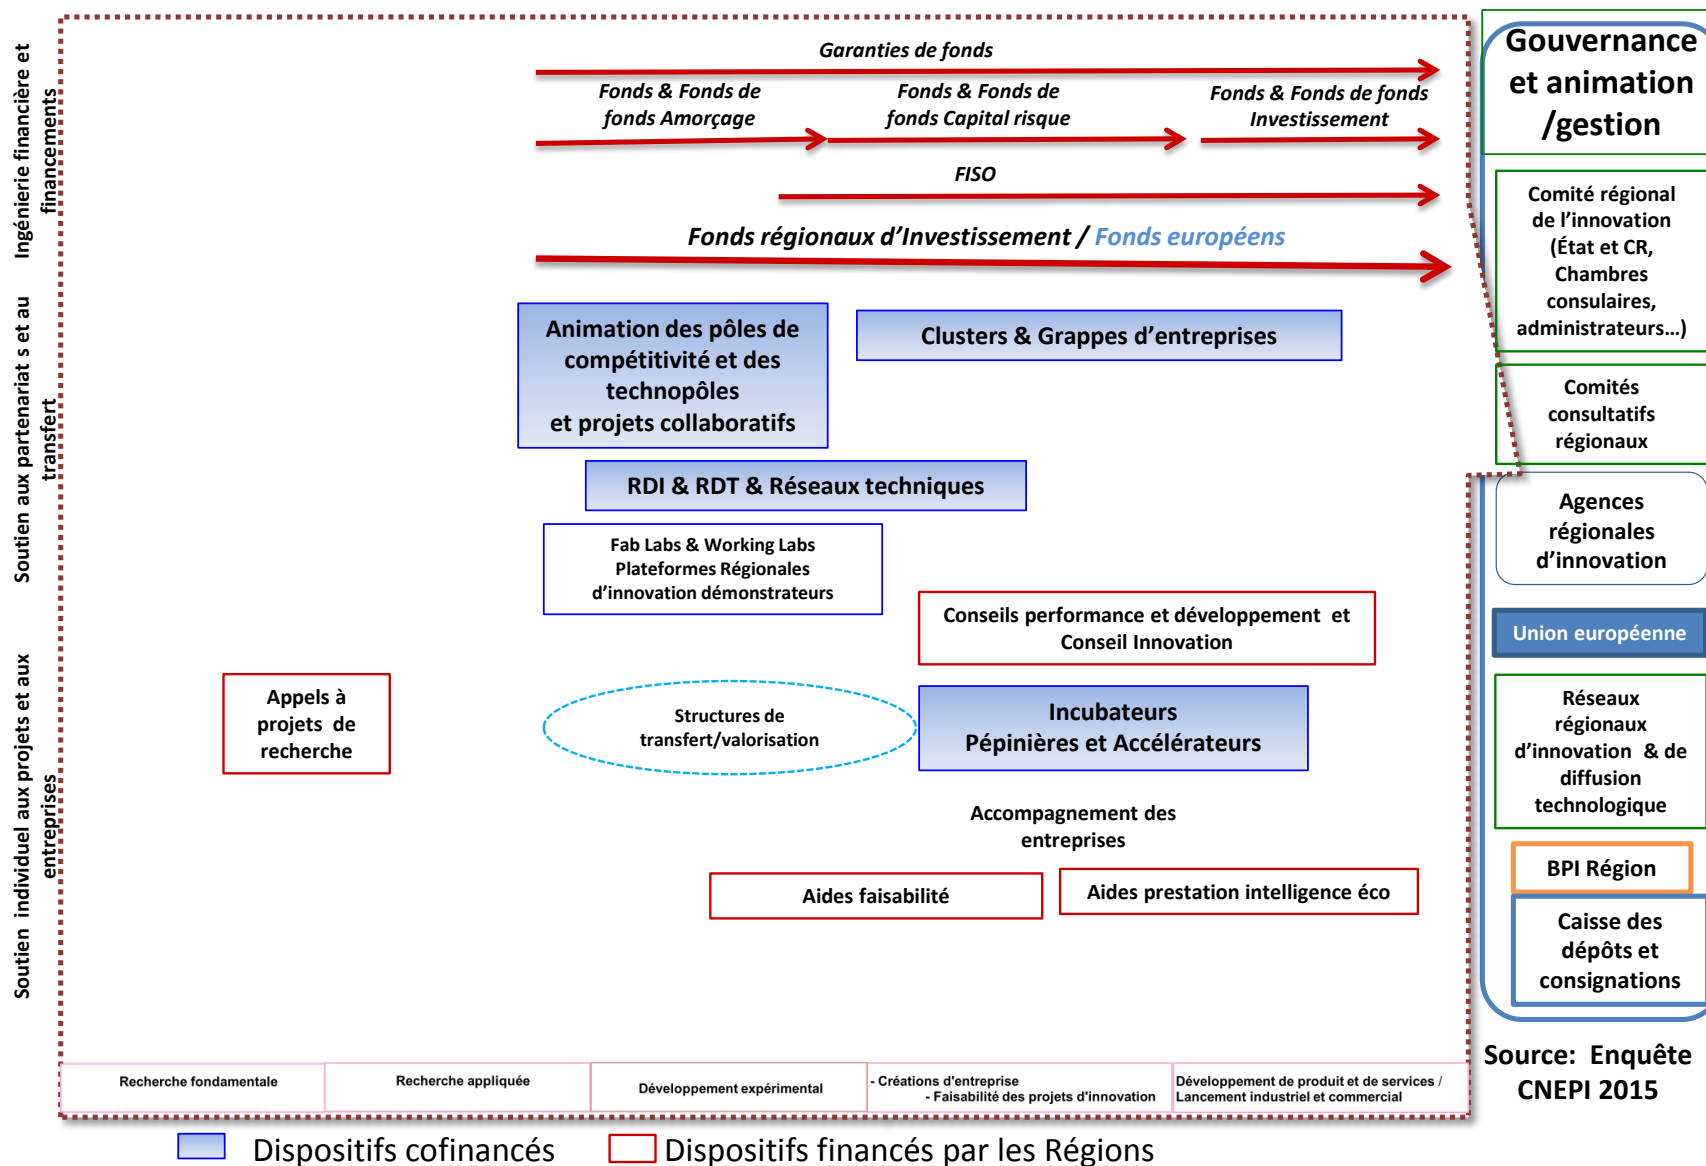 Ingénierie financière et
financements
Garanties de fonds
Fonds & Fonds de
fonds Amorçage
Fonds & Fonds de
fonds Capital risque
Fonds & Fonds de fonds
Investissement
FISO
Fonds régionaux d’Investissement / Fonds européens
Soutien aux partenariat s et au
transfert
Animation des pôles de
compétitivité et des
technopôles
et projets collaboratifs
Clusters & Grappes d’entreprises
RDI & RDT & Réseaux techniques
Fab Labs & Working Labs
Plateformes Régionales
d’innovation démonstrateurs
Soutien individuel aux projets et aux
entreprises
Conseils performance et développement et
Conseil Innovation
Appels à
projets de
recherche
Structures de
transfert/valorisation
Incubateurs
Pépinières et Accélérateurs
Accompagnement des
entreprises
Aides faisabilité
Aides prestation intelligence éco
Recherche fondamentale
Recherche appliquée
Développement expérimental
- Créations d'entreprise
- Faisabilité des projets d'innovation
Développement de produit et de services /
Lancement industriel et commercial
Dispositifs cofinancés
Dispositifs financés par les Régions
Gouvernance
et animation
/gestion
Comité régional
de l’innovation
(État et CR,
Chambres
consulaires,
administrateurs…)
Comités
consultatifs
régionaux
Agences
régionales
d’innovation
Union européenne
Réseaux
régionaux
d’innovation & de
diffusion
technologique
BPI Région
Caisse des
dépôts et
consignations
Source: Enquête
CNEPI 2015